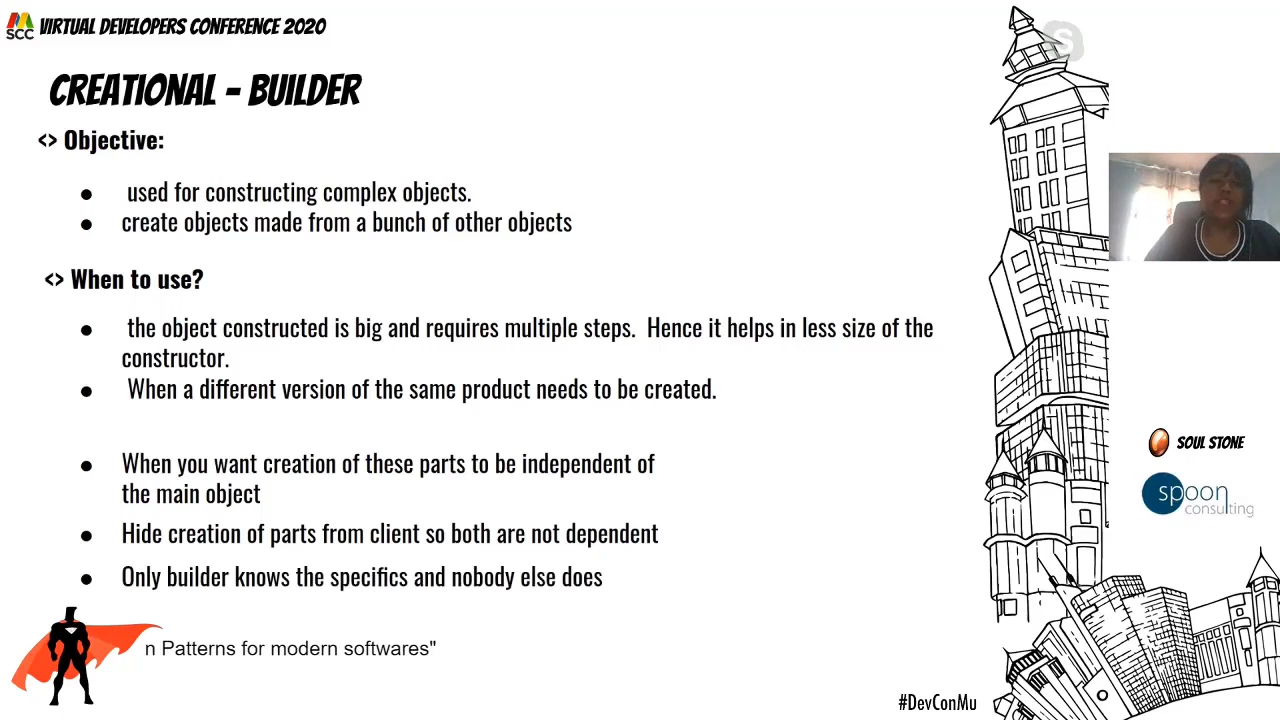 SCC
VIRTUAL DEVELOPERS CONFERENCE 2020
CREATIONAL - BUILDER
<> Objective:
● used for constructing complex objects.
● create objects made from a bunch of other objects
<> When to use?
● the object constructed is big and requires multiple steps. Hence it helps in less size of the
constructor.
● When a different version of the same product needs to be created.
● When you want creation of these parts to be independent of
the main object
● Hide creation of parts from client so both are not dependent
● Only builder knows the specifics and nobody else does
n Patterns for modern softwares"
S
SOUL STONE
spoon
consulting
#DevConMu